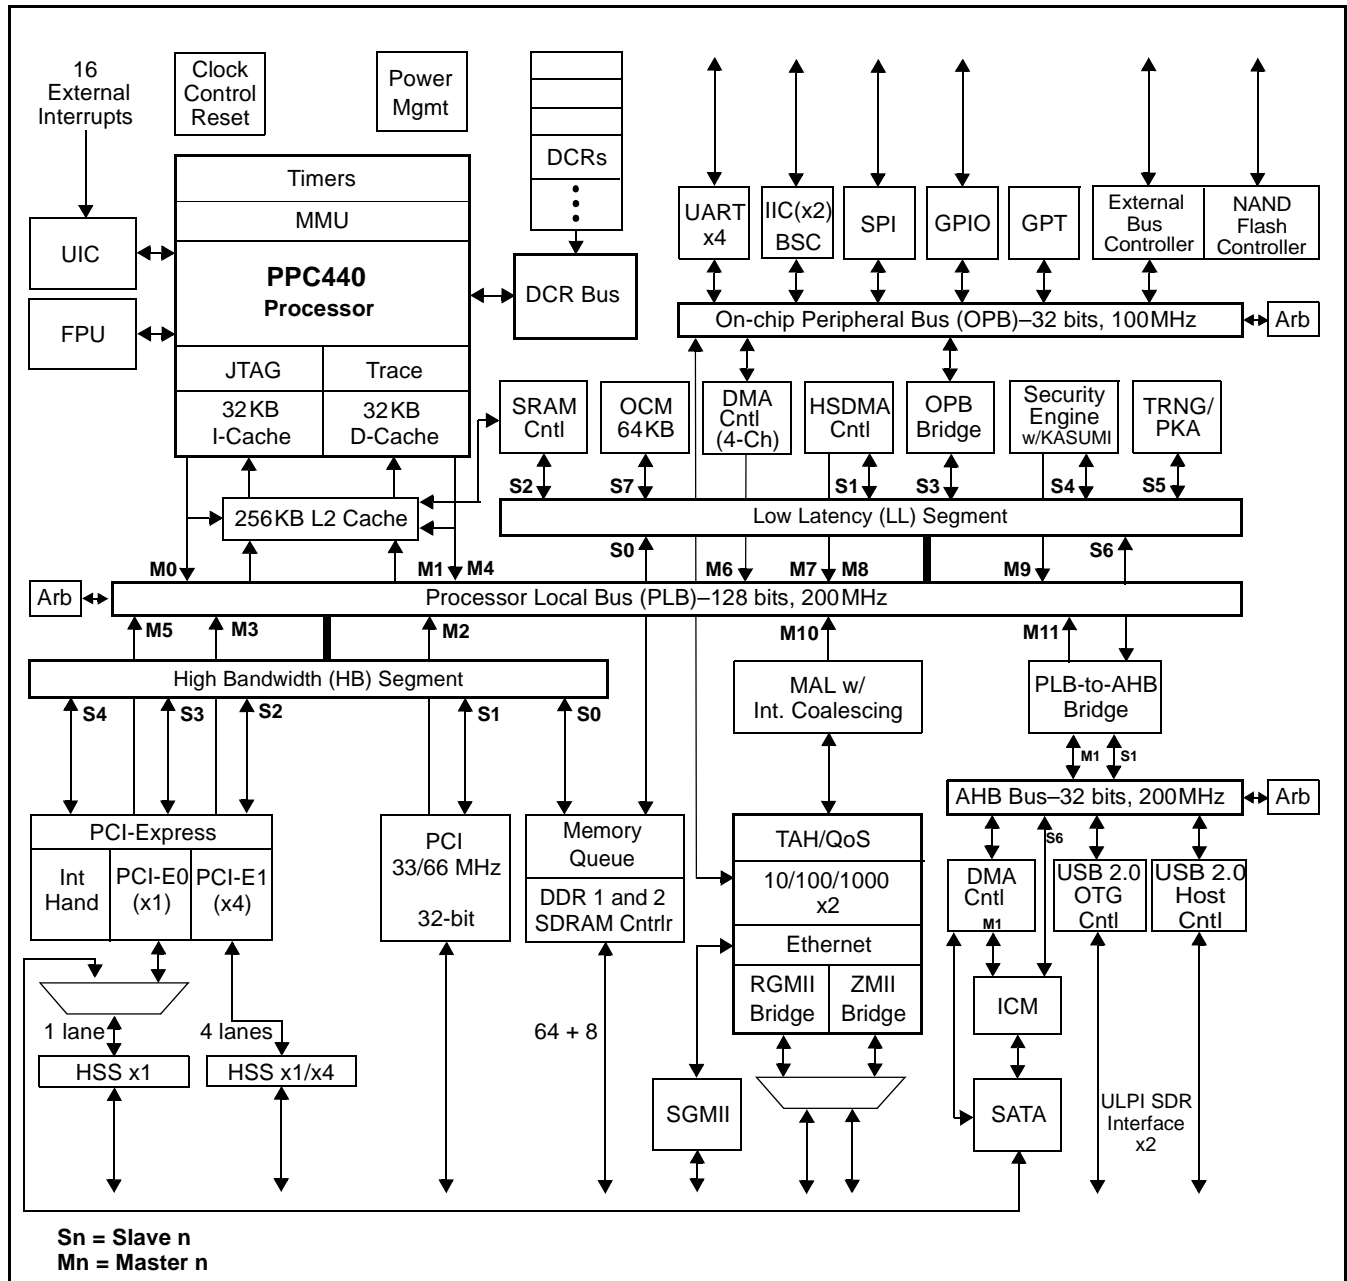 16
External
Interrupts
Clock
Control
Reset
Power
Mgmt
DCRs
Timers
MMU
PPC440
Processor
UIC
FPU
DCR Bus
JTAG
Trace
32KB
I-Cache
32KB
D-Cache
256KB L2 Cache
UART
x4
IIC(x2)
BSC
SPI
GPIO
GPT
External
Bus
Controller
NAND
Flash
Controller
On-chip Peripheral Bus (OPB)–32 bits, 100MHz
Arb
SRAM
Cntl
OCM
64KB
DMA
Cntl
(4-Ch)
HSDMA
Cntl
OPB
Bridge
Security
Engine
w/KASUMI
TRNG/
PKA
S2
S7
S1
S3
S4
S5
Low Latency (LL) Segment
S0
S6
M0
M1
M4
M6
M7
M8
M9
Arb
Processor Local Bus (PLB)–128 bits, 200MHz
M5
M3
M2
M10
M11
High Bandwidth (HB) Segment
S4
S3
S2
S1
S0
MAL w/
Int. Coalescing
PLB-to-AHB
Bridge
M1
S1
AHB Bus–32 bits, 200MHz
Arb
PCI-Express
Int
Hand
PCI-E0
(x1)
PCI-E1
(x4)
PCI
33/66 MHz
32-bit
Memory
Queue
DDR 1 and 2
SDRAM Cntrlr
TAH/QoS
10/100/1000
x2
Ethernet
RGMII
Bridge
ZMII
Bridge
S6
DMA
Cntl
M1
USB 2.0
OTG
Cntl
USB 2.0
Host
Cntl
ICM
1 lane
4 lanes
64 + 8
HSS x1
HSS x1/x4
SGMII
SATA
ULPI SDR
Interface
x2
Sn = Slave n
Mn = Master n